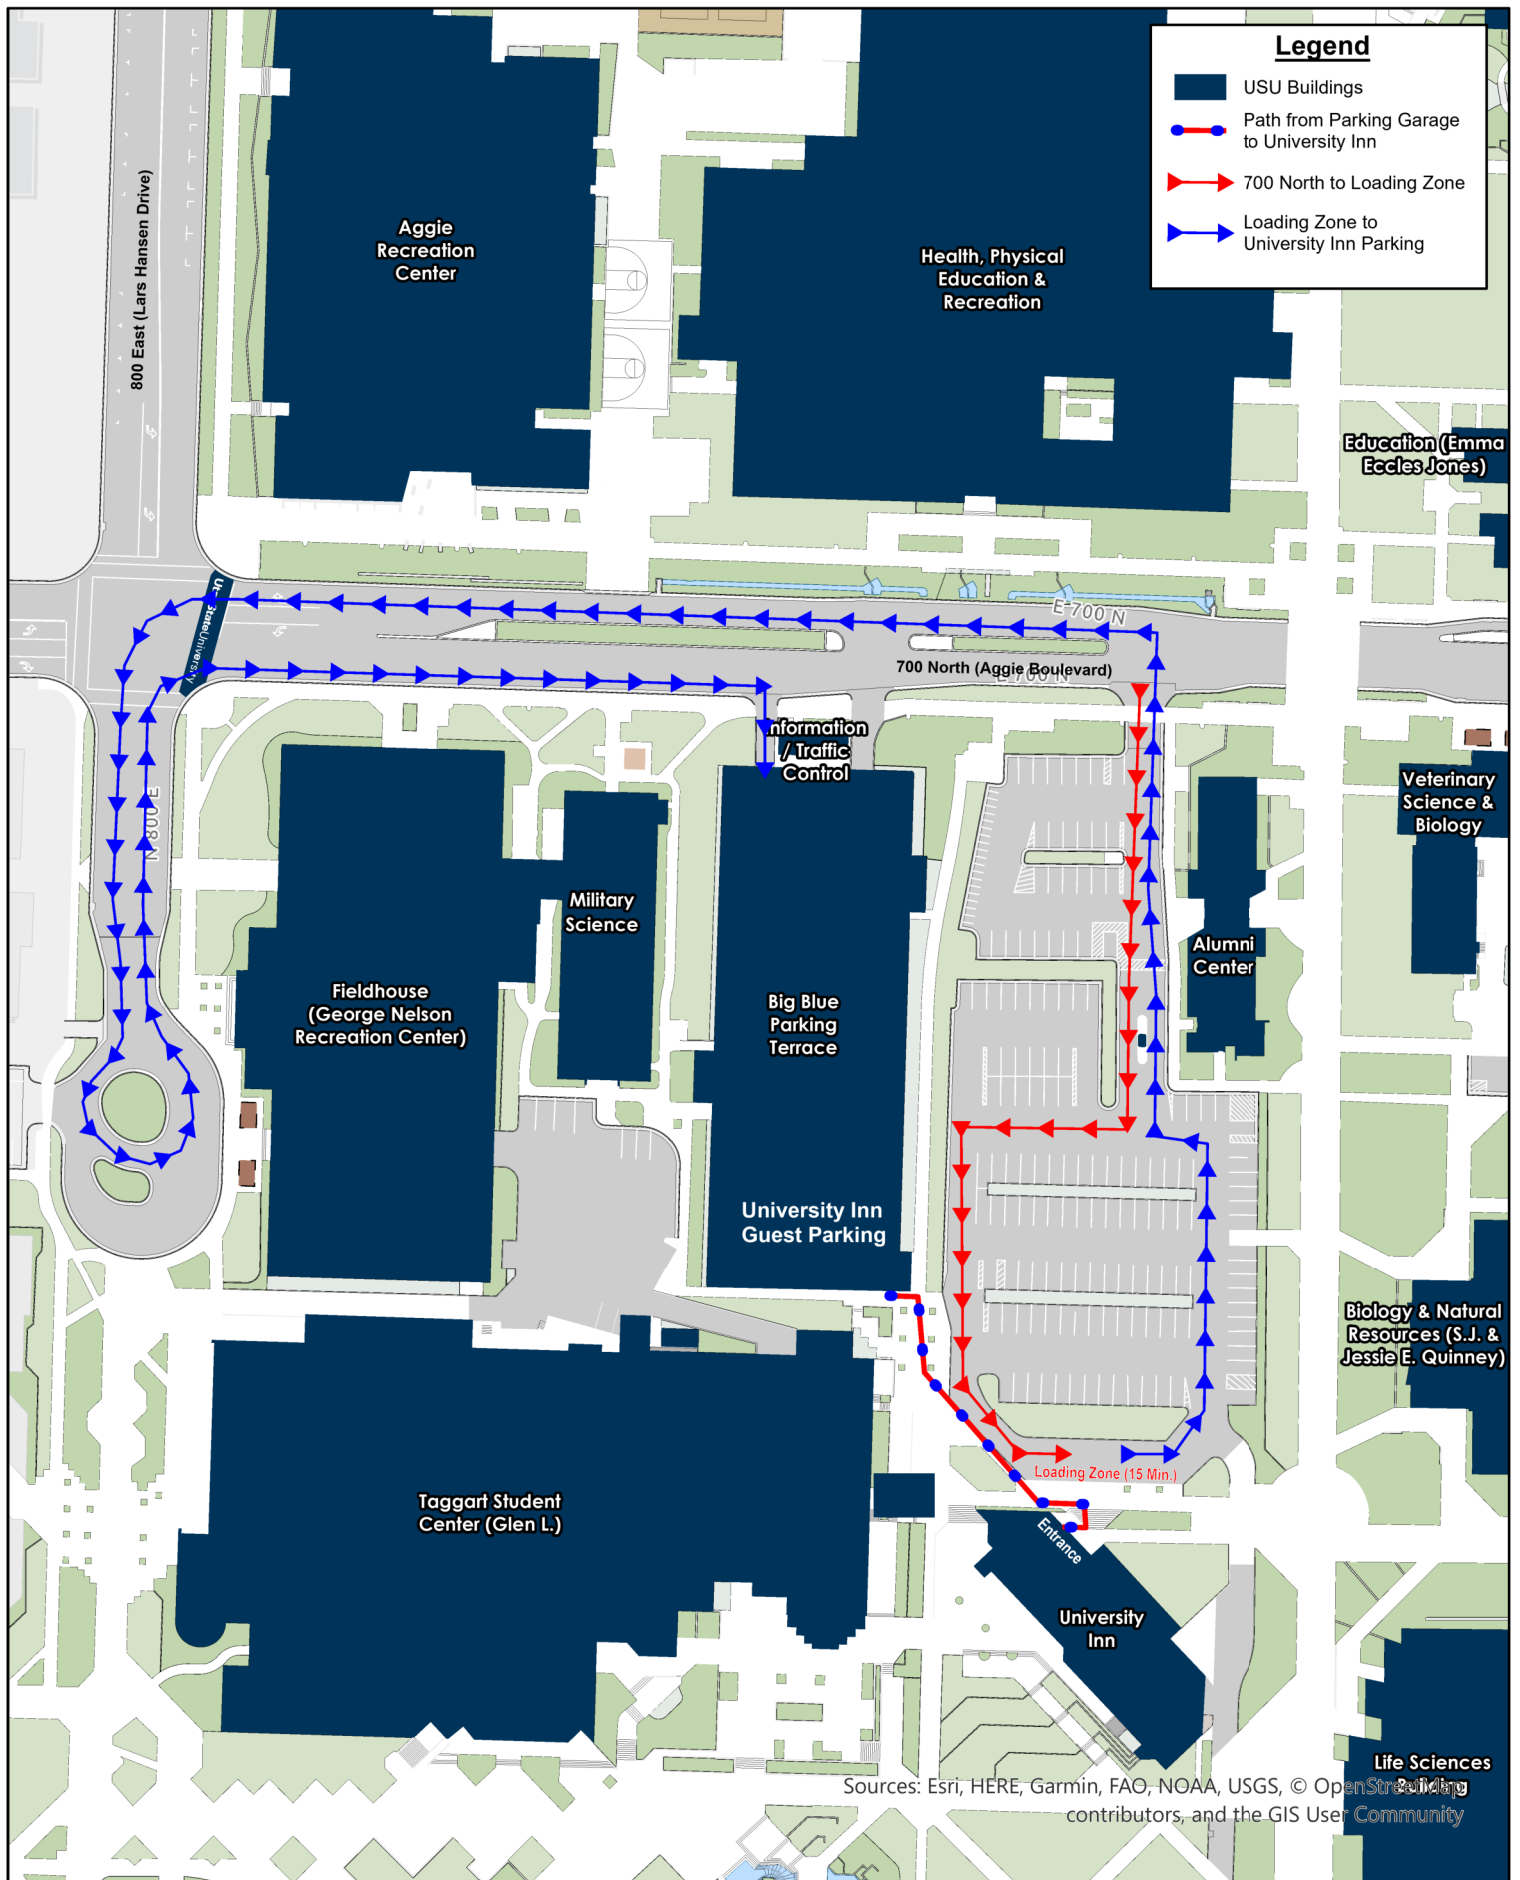 Legend
USU Buildings
Path from Parking Garage
to University Inn
700 North to Loading Zone
Loading Zone to
University Inn Parking
800 East (Lars Hansen Drive)
Aggie
Recreation
Center
Health, Physical
Education &
Recreation
Education (Emma
Eccles Jones)
E 700 N
700 North (Aggie Boulevard)
E 700 N
N 800 E
Information
/ Traffic
Control
Military
Science
Fieldhouse
(George Nelson
Recreation Center)
Big Blue
Parking
Terrace
Alumni
Center
Veterinary
Science &
Biology
University Inn
Guest Parking
Biology & Natural
Resources (S.J. &
Jessie E. Quinney)
Loading Zone (15 Min.)
Taggart Student
Center (Glen L.)
Entrance
University
Inn
Life Sciences
Building
Sources: Esri, HERE, Garmin, FAO, NOAA, USGS, © OpenStreetMap
contributors, and the GIS User Community